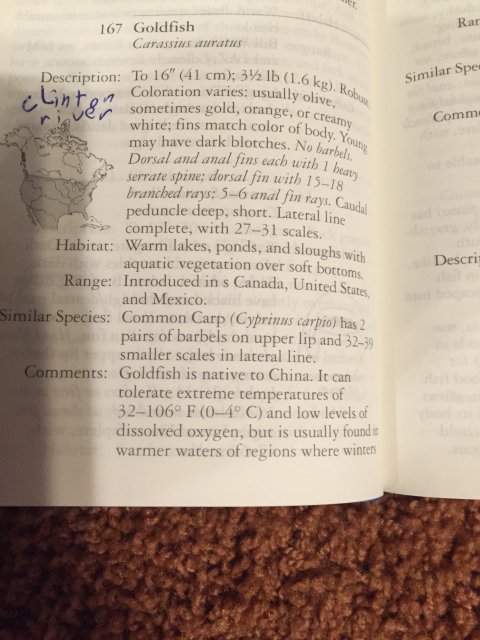 167 Goldfish
Carassius auratus
Description: To 16" (41 cm); 3½ lb (1.6 kg). Robust.
Coloration varies: usually olive,
sometimes gold, orange, or creamy
white; fins match color of body. Young
may have dark blotches. No barbels.
Dorsal and anal fins each with 1 heavy
serrate spine; dorsal fin with 15–18
branched rays; 5–6 anal fin rays. Caudal
peduncle deep, short. Lateral line
complete, with 27–31 scales.
clinten
river
Habitat: Warm lakes, ponds, and sloughs with
aquatic vegetation over soft bottoms.
Range: Introduced in s Canada, United States,
and Mexico.
Similar Species: Common Carp (Cyprinus carpio) has 2
pairs of barbels on upper lip and 32–39
smaller scales in lateral line.
Comments: Goldfish is native to China. It can
tolerate extreme temperatures of
32–106° F (0–4° C) and low levels of
dissolved oxygen, but is usually found in
warmer waters of regions where winters
Ran
Similar Spec
Comm
Descrip